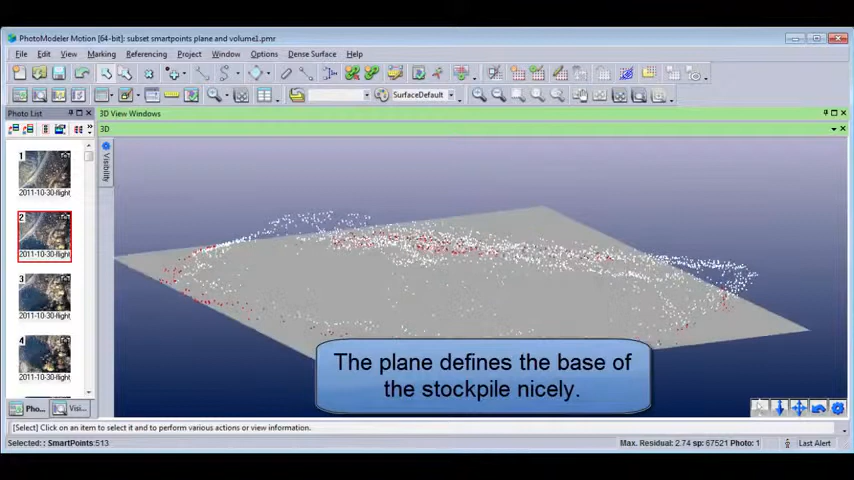 PhotoModeler Motion [64-bit]: subset smartpoints plane and volume1.pmr
File Edit View Marking Referencing Project Window Options Dense Surface Help
SurfaceDefault
Photo List
3D View Windows
3D
Visibility
1
2011-10-30-flight
2
2011-10-30-flight
3
2011-10-30-flight
4
2011-10-30-flight
The plane defines the base of
the stockpile nicely.
Pho... Visi...
[Select] Click on an item to select it and to perform various actions or view information.
Selected: : SmartPoints:513
Max. Residual: 2.74 sp: 67521 Photo: 1
Last Alert